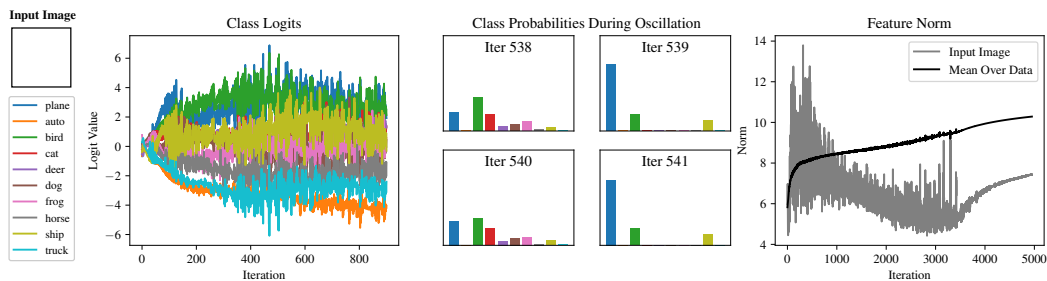 Input Image
plane
auto
bird
cat
deer
dog
frog
horse
ship
truck
Class Logits
Logit Value
6
4
2
0
−2
−4
−6
0
200
400
600
800
Iteration
Class Probabilities During Oscillation
Iter 538
Iter 539
Iter 540
Iter 541
Feature Norm
Norm
14
12
10
8
6
4
Input Image
Mean Over Data
0
1000
2000
3000
4000
5000
Iteration